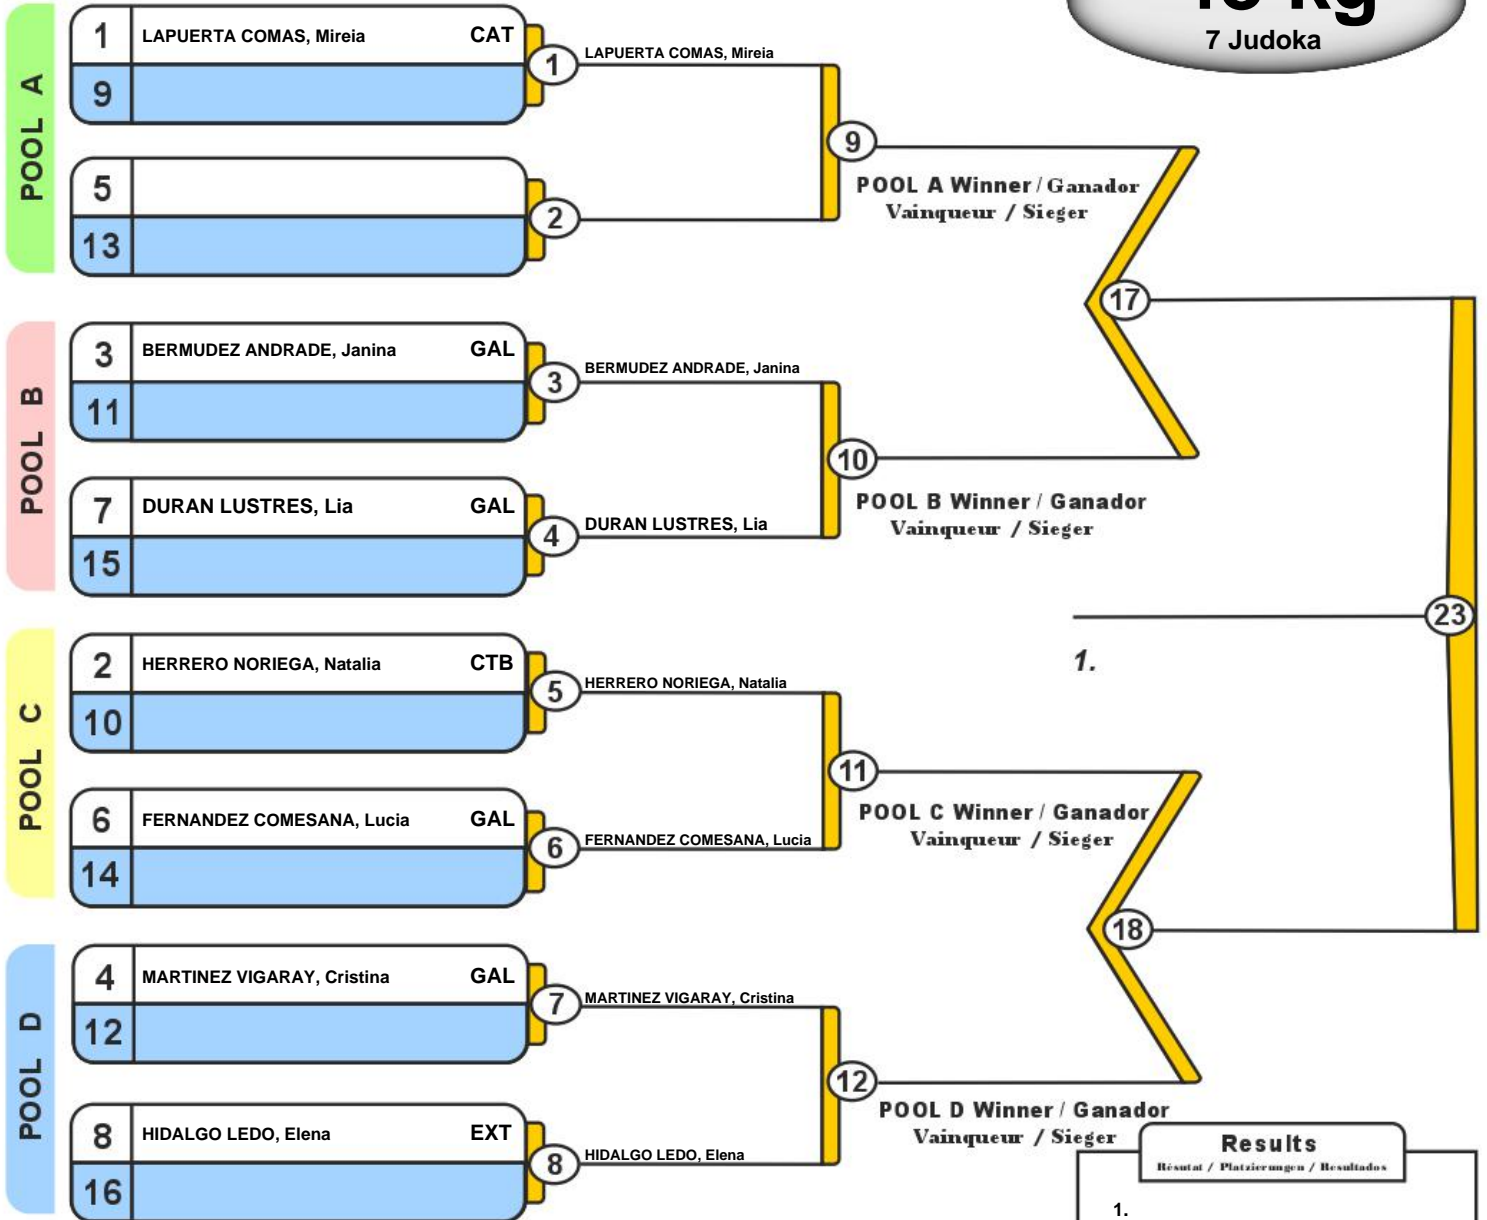 7 Judoka
POOL A
1 LAPUERTA COMAS, Mireia CAT
9
1
LAPUERTA COMAS, Mireia
5
13
2
9
POOL A Winner / Ganador
Vainqueur / Sieger
POOL B
3 BERMUDEZ ANDRADE, Janina GAL
11
3
BERMUDEZ ANDRADE, Janina
7 DURAN LUSTRES, Lia GAL
15
4
DURAN LUSTRES, Lia
10
POOL B Winner / Ganador
Vainqueur / Sieger
17
POOL C
2 HERRERO NORIEGA, Natalia CTB
10
5
HERRERO NORIEGA, Natalia
6 FERNANDEZ COMESANA, Lucia GAL
14
6
FERNANDEZ COMESANA, Lucia
11
POOL C Winner / Ganador
Vainqueur / Sieger
POOL D
4 MARTINEZ VIGARAY, Cristina GAL
12
7
MARTINEZ VIGARAY, Cristina
8 HIDALGO LEDO, Elena EXT
16
8
HIDALGO LEDO, Elena
12
POOL D Winner / Ganador
Vainqueur / Sieger
18
23
1.
Results
Résutat / Platzierungen / Resultados
1.